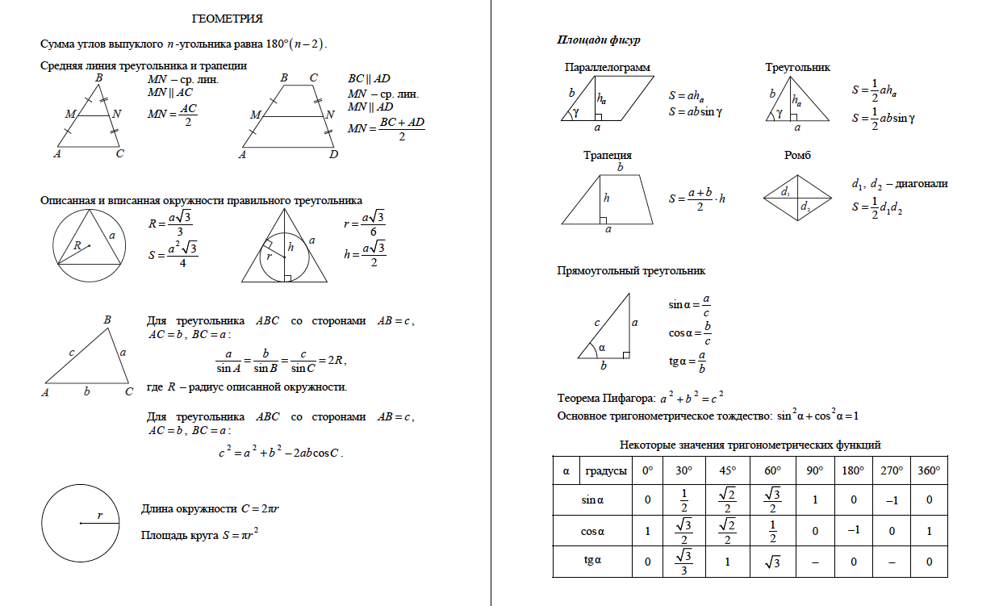 ГЕОМЕТРИЯ
Сумма углов выпуклого n-угольника равна 180°(n−2).
Средняя линия треугольника и трапеции
B
M N
A C
MN – ср. лин.
MN || AC
MN = AC/2
B C
M N
A D
BC || AD
MN – ср. лин.
MN || AD
MN = (BC + AD)/2
Описанная и вписанная окружности правильного треугольника
R a
R = a√3/3
S = a²√3/4
r h a
r = a√3/6
h = a√3/2
B
c a
A b C
Для треугольника ABC со сторонами AB = c,
AC = b, BC = a:
a/sin A = b/sin B = c/sin C = 2R,
где R – радиус описанной окружности.
Для треугольника ABC со сторонами AB = c,
AC = b, BC = a:
c² = a² + b² − 2ab cos C.
r
Длина окружности C = 2πr
Площадь круга S = πr²
Площади фигур
Параллелограмм
b hₐ
γ
a
S = ahₐ
S = ab sin γ
Треугольник
b hₐ
γ
a
S = 1/2 ahₐ
S = 1/2 ab sin γ
Трапеция
b
h
a
S = (a + b)/2 · h
Ромб
d₁
d₂
d₁, d₂ – диагонали
S = 1/2 d₁d₂
Прямоугольный треугольник
c a
α
b
sin α = a/c
cos α = b/c
tg α = a/b
Теорема Пифагора: a² + b² = c²
Основное тригонометрическое тождество: sin²α + cos²α = 1
Некоторые значения тригонометрических функций
α градусы 0° 30° 45° 60° 90° 180° 270° 360°
sin α 0 1/2 √2/2 √3/2 1 0 −1 0
cos α 1 √3/2 √2/2 1/2 0 −1 0 1
tg α 0 √3/3 1 √3 – 0 – 0